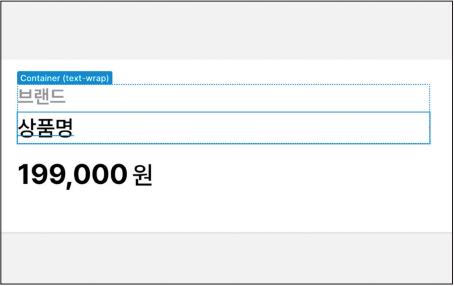 Container (text-wrap)
브랜드
상품명
199,000 원